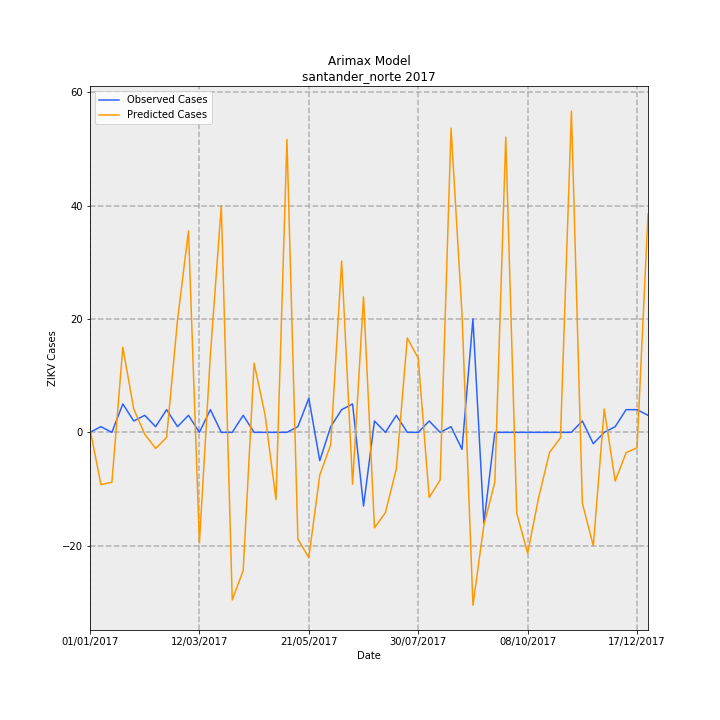 Arimax Model
santander_norte 2017
Observed Cases
Predicted Cases
60
40
20
0
−20
ZIKV Cases
01/01/2017
12/03/2017
21/05/2017
30/07/2017
08/10/2017
17/12/2017
Date